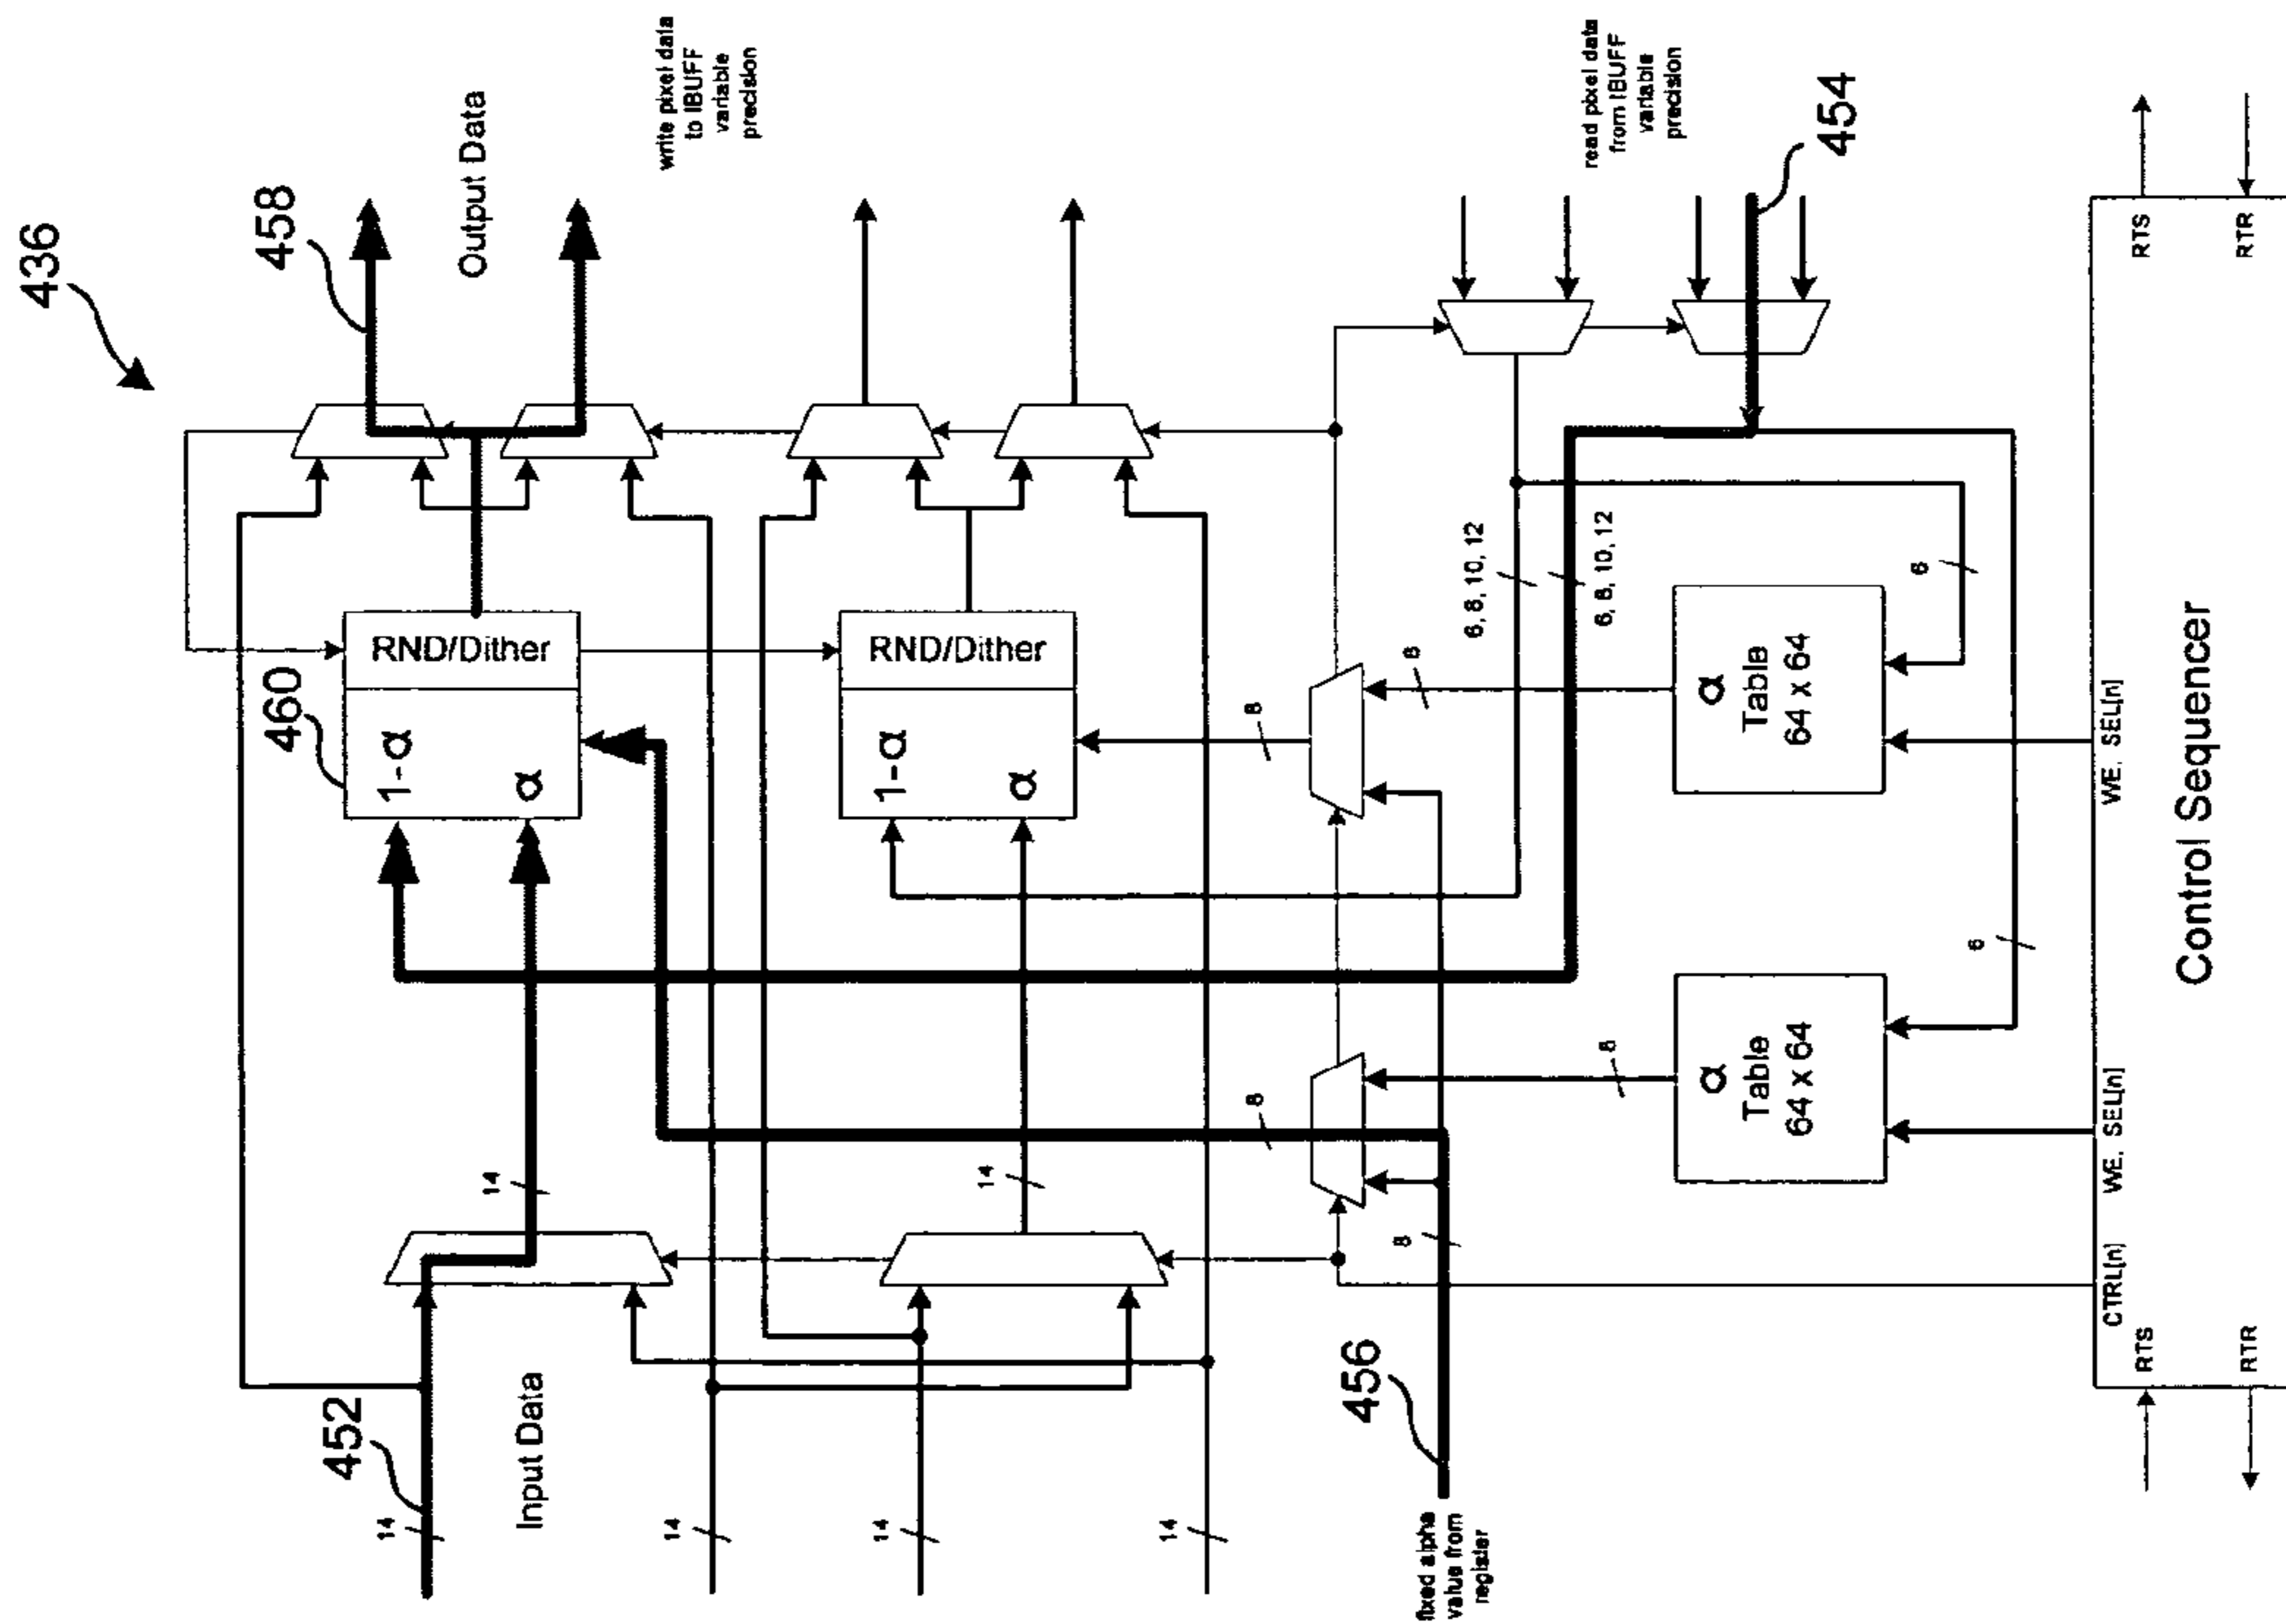 436
458
Output Data
write pixel data
to IBUFF
variable
precision
460
RND/Dither
1-α
α
RND/Dither
1-α
α
452
Input Data
14
14
14
14
14
14
8
8
8
6, 8, 10, 12
6, 8, 10, 12
read pixel data
from IBUFF
variable
precision
454
456
fixed alpha
value from
register
α
Table
64 x 64
α
Table
64 x 64
8
8
6
6
RTS
RTR
CTRL[n]
WE, SEL[n]
WE, SEL[n]
RTS
RTR
Control Sequencer